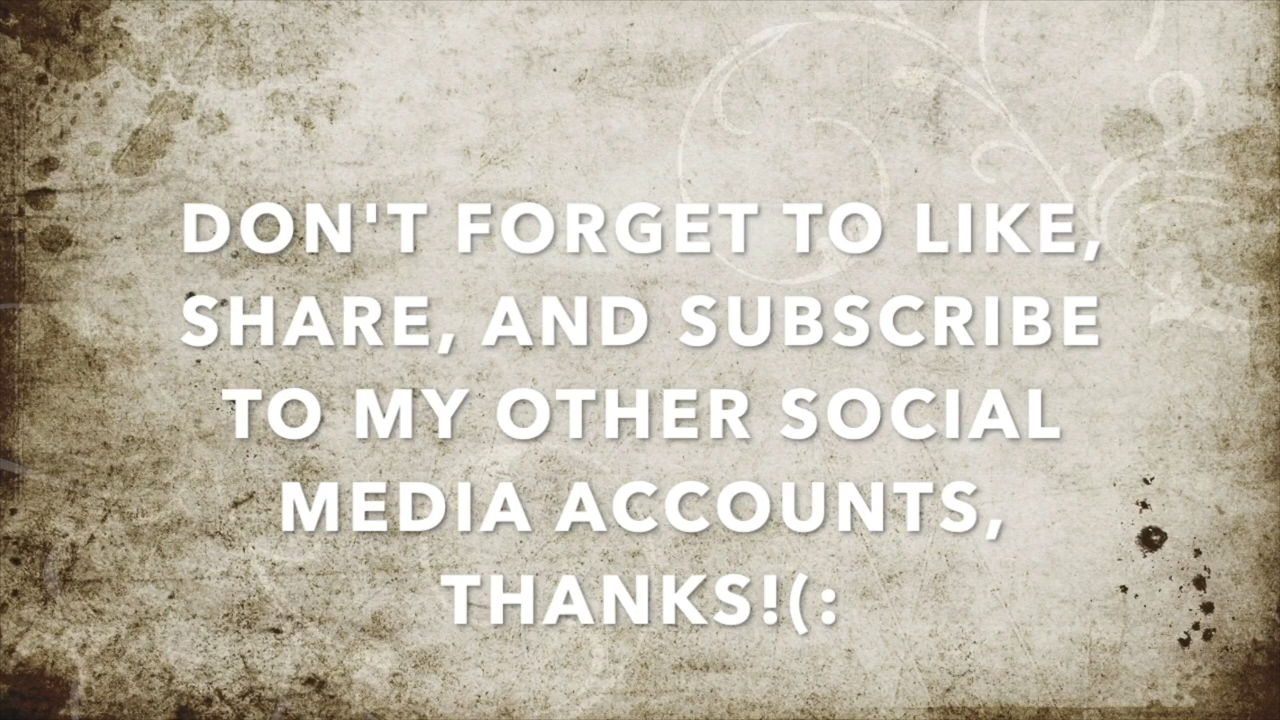 DON'T FORGET TO LIKE,
SHARE, AND SUBSCRIBE
TO MY OTHER SOCIAL
MEDIA ACCOUNTS,
THANKS!(: